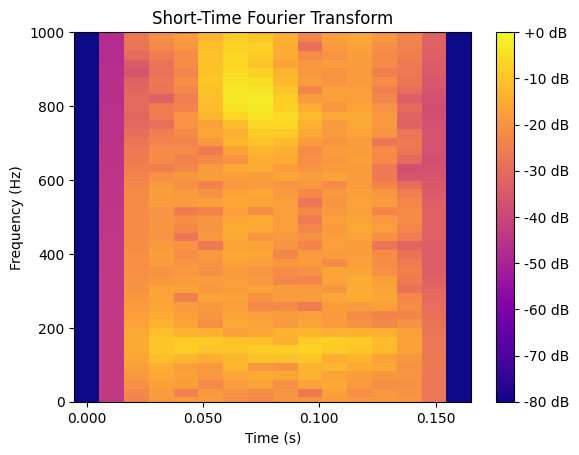 Short-Time Fourier Transform
Frequency (Hz)
1000
800
600
400
200
0
0.000
0.050
0.100
0.150
Time (s)
+0 dB
-10 dB
-20 dB
-30 dB
-40 dB
-50 dB
-60 dB
-70 dB
-80 dB